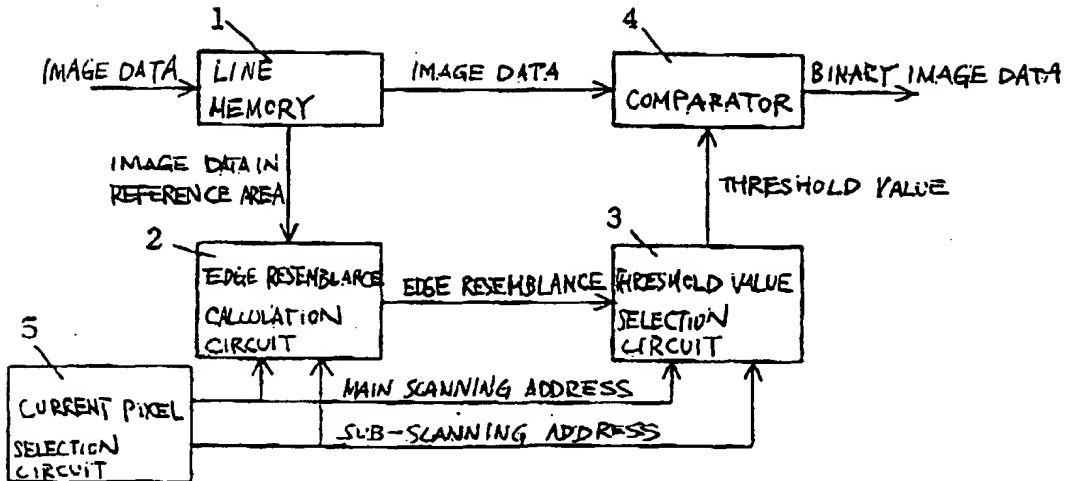 1
4
IMAGE DATA
LINE
MEMORY
IMAGE DATA
COMPARATOR
BINARY IMAGE DATA
IMAGE DATA IN
REFERENCE AREA
THRESHOLD VALUE
2
3
EDGE RESEMBLANCE
CALCULATION
CIRCUIT
EDGE RESEMBLANCE
THRESHOLD VALUE
SELECTION
CIRCUIT
5
CURRENT PIXEL
SELECTION
CIRCUIT
MAIN SCANNING ADDRESS
SUB-SCANNING ADDRESS